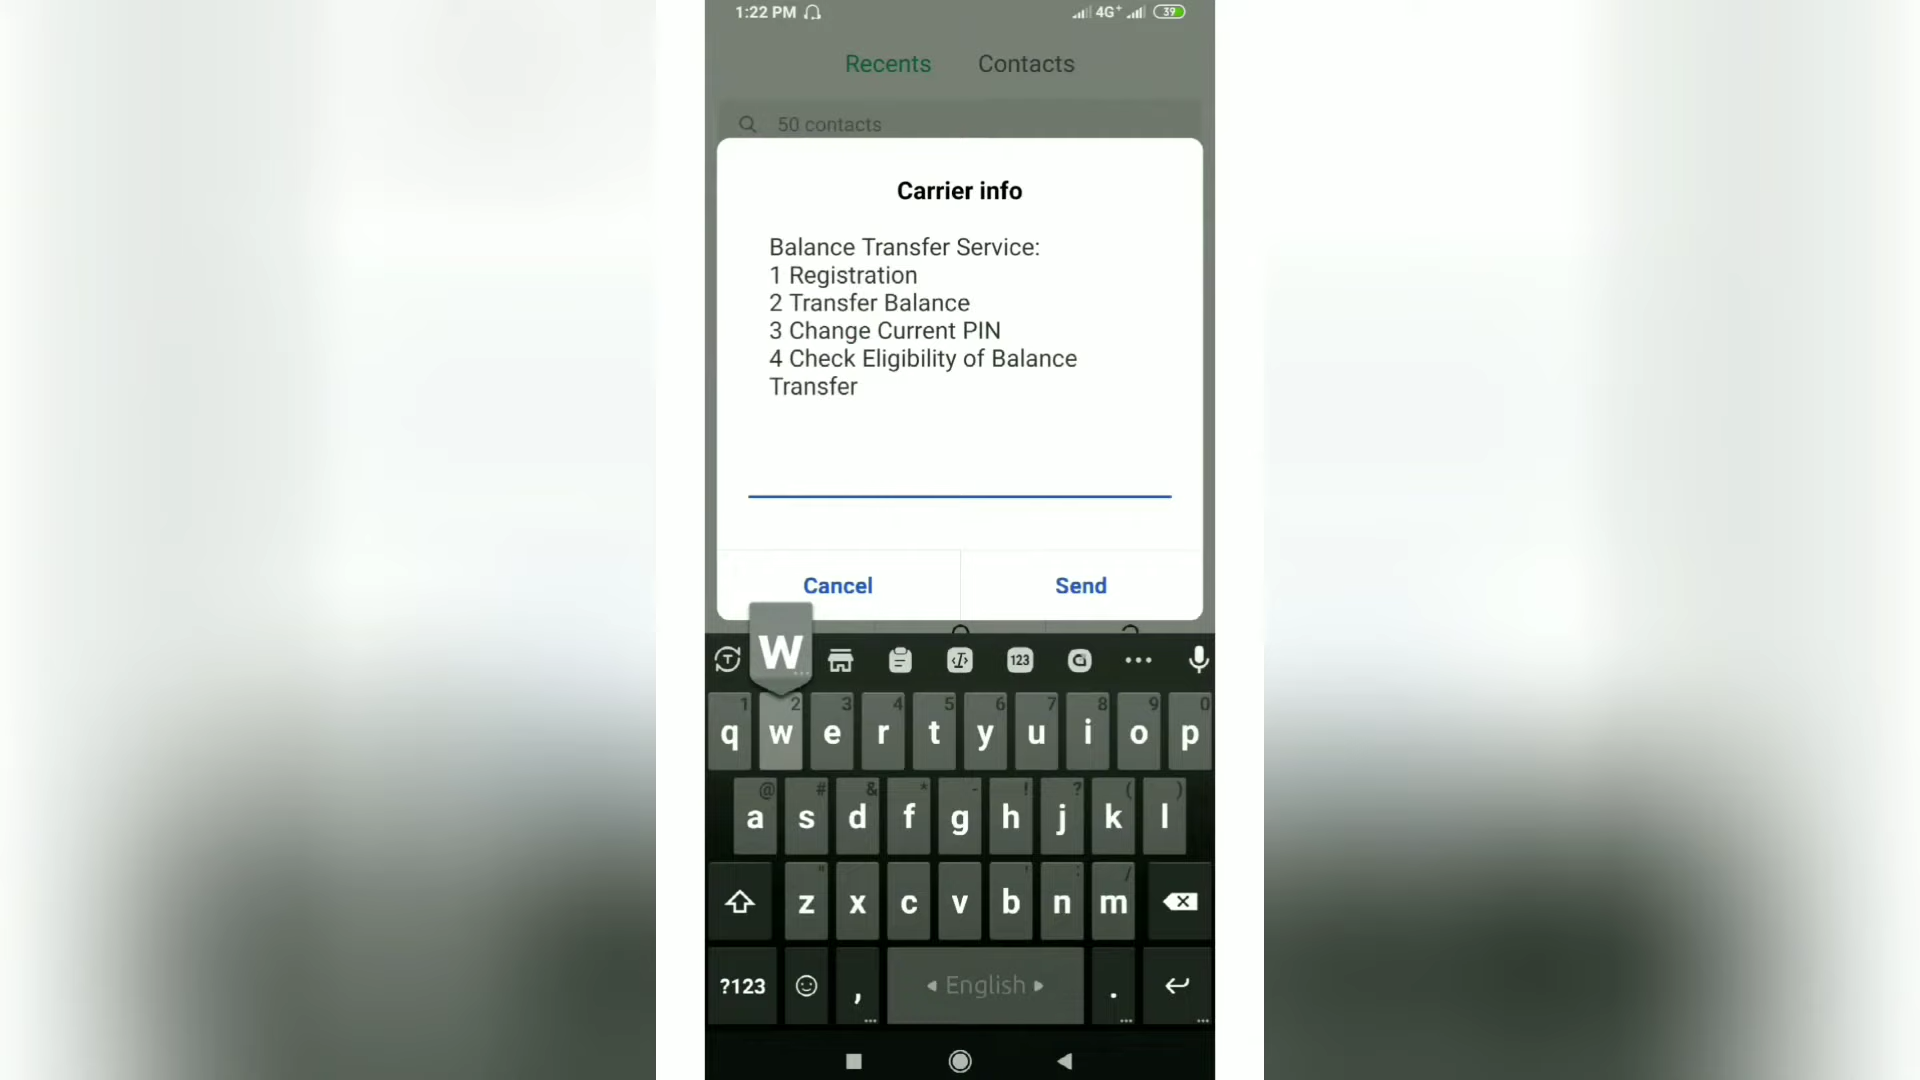 1:22 PM 4G+ 39
Recents Contacts
50 contacts
Carrier info
Balance Transfer Service:
1 Registration
2 Transfer Balance
3 Change Current PIN
4 Check Eligibility of Balance
Transfer
Cancel Send
W
123
1 2 3 4 5 6 7 8 9 0
q w e r t y u i o p
@ # & * - ! ? ( )
a s d f g h j k l
" ' : /
z x c v b n m
?123 , English .